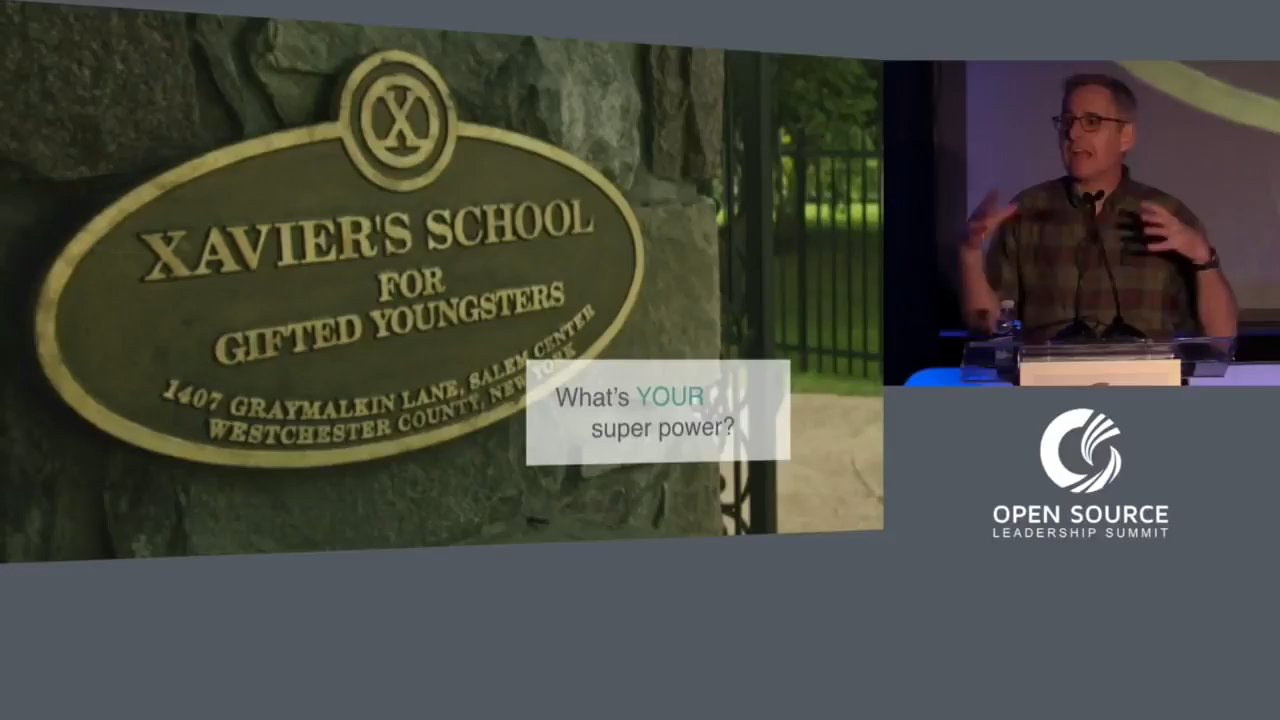 X
XAVIER'S SCHOOL
FOR
GIFTED YOUNGSTERS
1407 GRAYMALKIN LANE, SALEM CENTER
WESTCHESTER COUNTY, NEW YORK
What's YOUR
super power?
OPEN SOURCE
LEADERSHIP SUMMIT